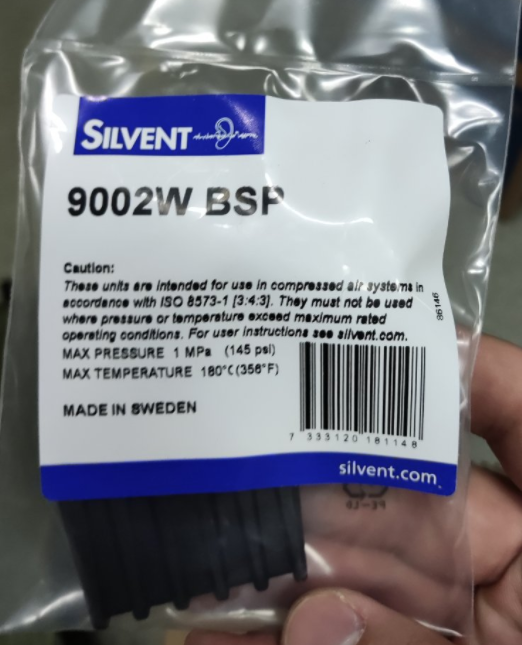 SILVENT
9002W BSP
Caution:
These units are intended for use in compressed air systems in
accordance with ISO 8573-1 [3:4:3]. They must not be used
where pressure or temperature exceed maximum rated
operating conditions. For user instructions see silvent.com.
86146
MAX PRESSURE 1 MPa (145 psi)
MAX TEMPERATURE 180°C (356°F)
MADE IN SWEDEN
7 333120 181148
silvent.com
PE-LD